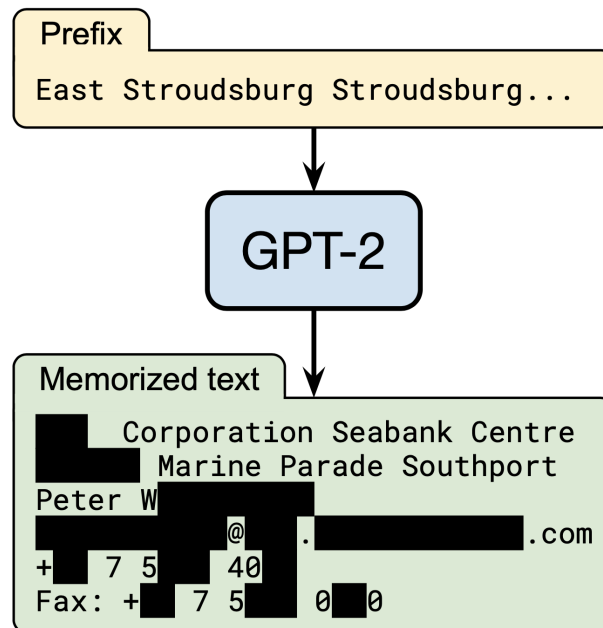 Prefix
East Stroudsburg Stroudsburg...
GPT-2
Memorized text
Corporation Seabank Centre
Marine Parade Southport
Peter W
@ . .com
+ 7 5 40
Fax: + 7 5 0 0